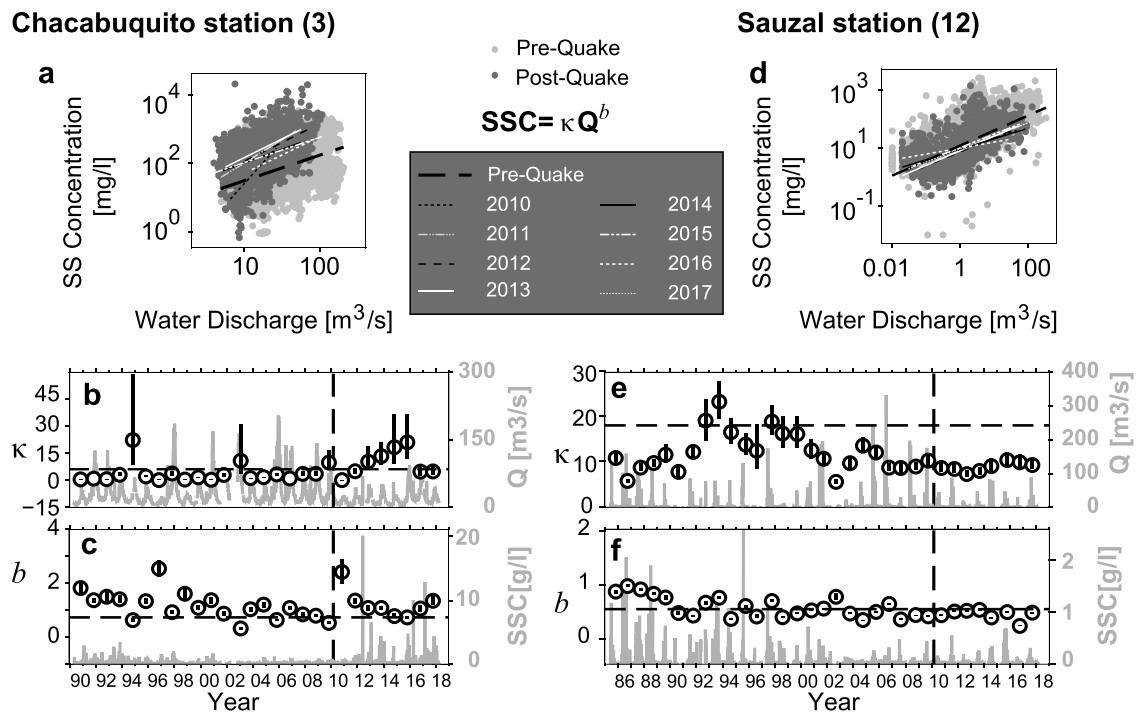 Chacabuquito station (3)
Sauzal station (12)
Pre-Quake
Post-Quake
SSC= κQ^b
Pre-Quake
2010
2011
2012
2013
2014
2015
2016
2017
a
SS Concentration
[mg/l]
10^4
10^2
10^0
10
100
Water Discharge [m^3/s]
d
SS Concentration
[mg/l]
10^3
10^1
10^-1
0.01
1
100
Water Discharge [m^3/s]
b
κ
45
30
15
0
−15
300
150
0
Q [m3/s]
e
κ
30
20
10
0
400
300
200
100
0
Q [m3/s]
c
b
4
2
0
20
10
0
SSC[g/l]
90 92 94 96 98 00 02 04 06 08 10 12 14 16 18
Year
f
b
2
1
0
2
1
0
SSC[g/l]
86 88 90 92 94 96 98 00 02 04 06 08 10 12 14 16 18
Year